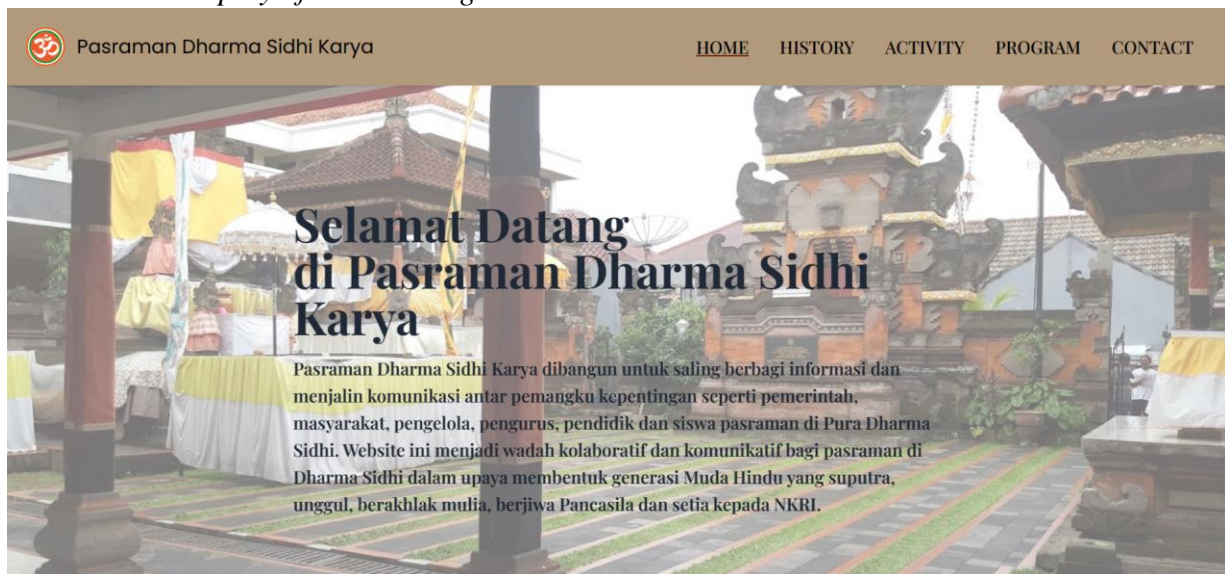 Pasraman Dharma Sidhi Karya
HOME HISTORY ACTIVITY PROGRAM CONTACT
Selamat Datang
di Pasraman Dharma Sidhi
Karya
Pasraman Dharma Sidhi Karya dibangun untuk saling berbagi informasi dan
menjalin komunikasi antar pemangku kepentingan seperti pemerintah,
masyarakat, pengelola, pengurus, pendidik dan siswa pasraman di Pura Dharma
Sidhi. Website ini menjadi wadah kolaboratif dan komunikatif bagi pasraman di
Dharma Sidhi dalam upaya membentuk generasi Muda Hindu yang suputra,
unggul, berakhlak mulia, berjiwa Pancasila dan setia kepada NKRI.